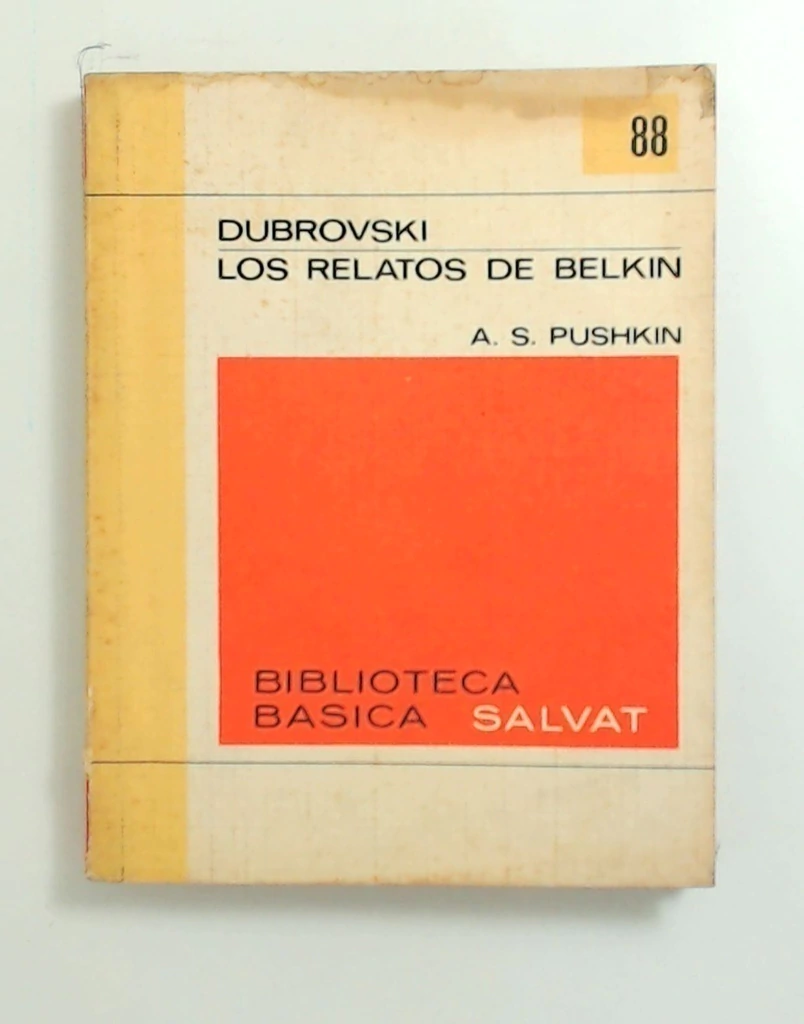 88
DUBROVSKI
LOS RELATOS DE BELKIN
A. S. PUSHKIN
BIBLIOTECA
BASICA SALVAT